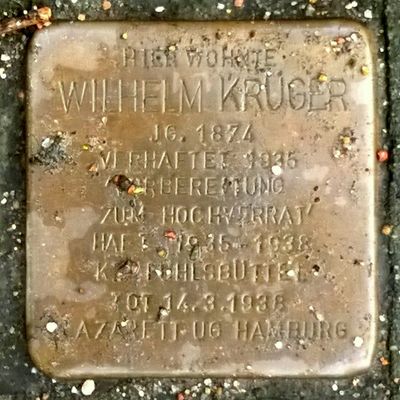 HIER WOHNTE
WILHELM KRÜGER
JG. 1874
VERHAFTET 1935
'VORBEREITUNG
ZUM HOCHVERRAT'
HAFT 1935-1938
KZ FUHLSBÜTTEL
TOT 14.3.1938
LAZARETT UG HAMBURG